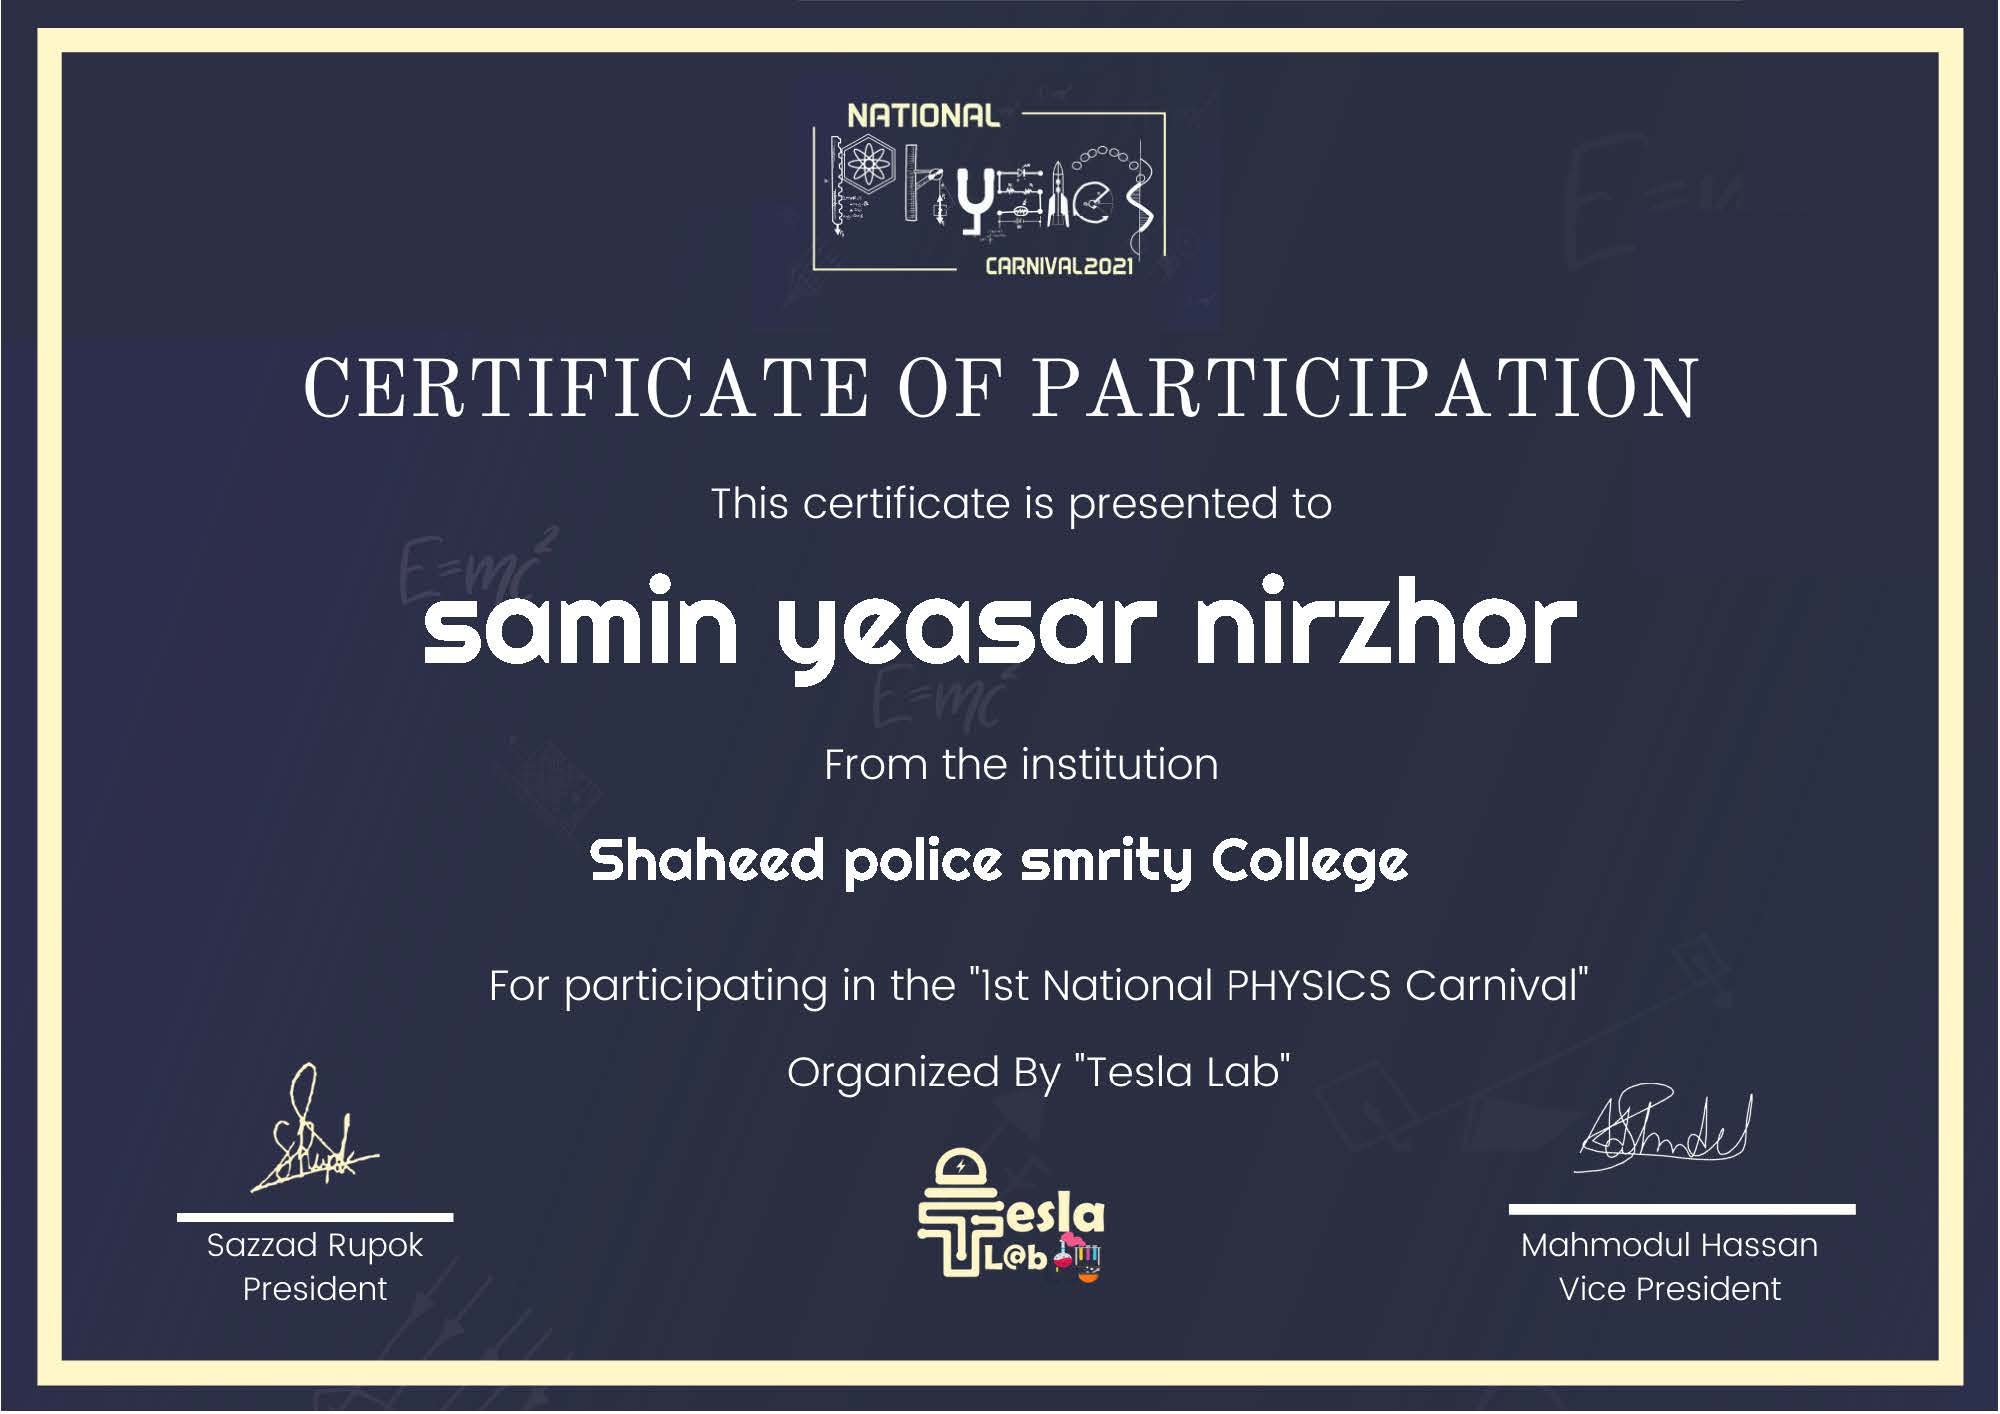 NATIONAL
Physics
CARNIVAL2021
CERTIFICATE OF PARTICIPATION
This certificate is presented to
E=mc²
samin yeasar nirzhor
E=mc²
From the institution
Shaheed police smrity College
For participating in the "1st National PHYSICS Carnival"
Organized By "Tesla Lab"
Tesla
L@b
Sazzad Rupok
President
Mahmodul Hassan
Vice President